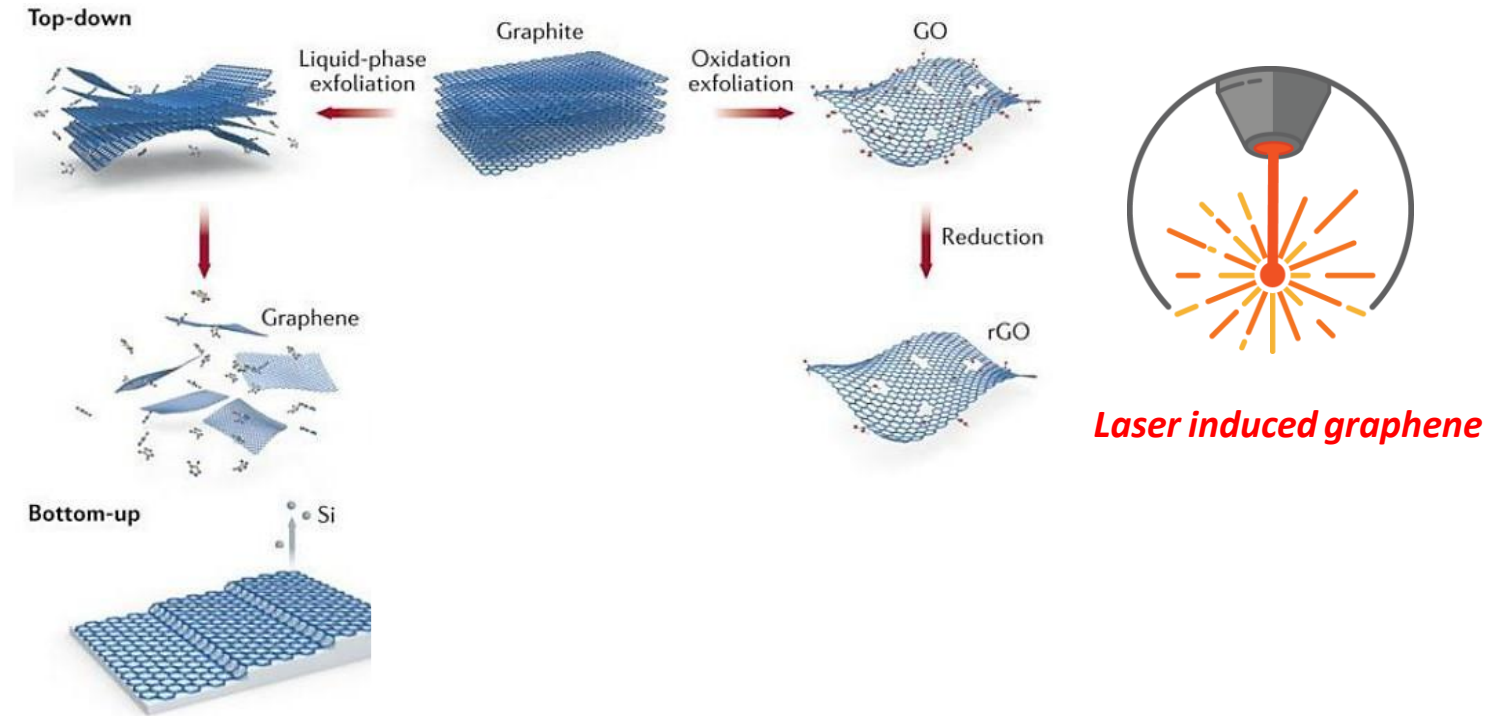 Top-down
Liquid-phase
exfoliation
Graphite
Oxidation
exfoliation
GO
Reduction
Graphene
rGO
Laser induced graphene
Bottom-up
Si